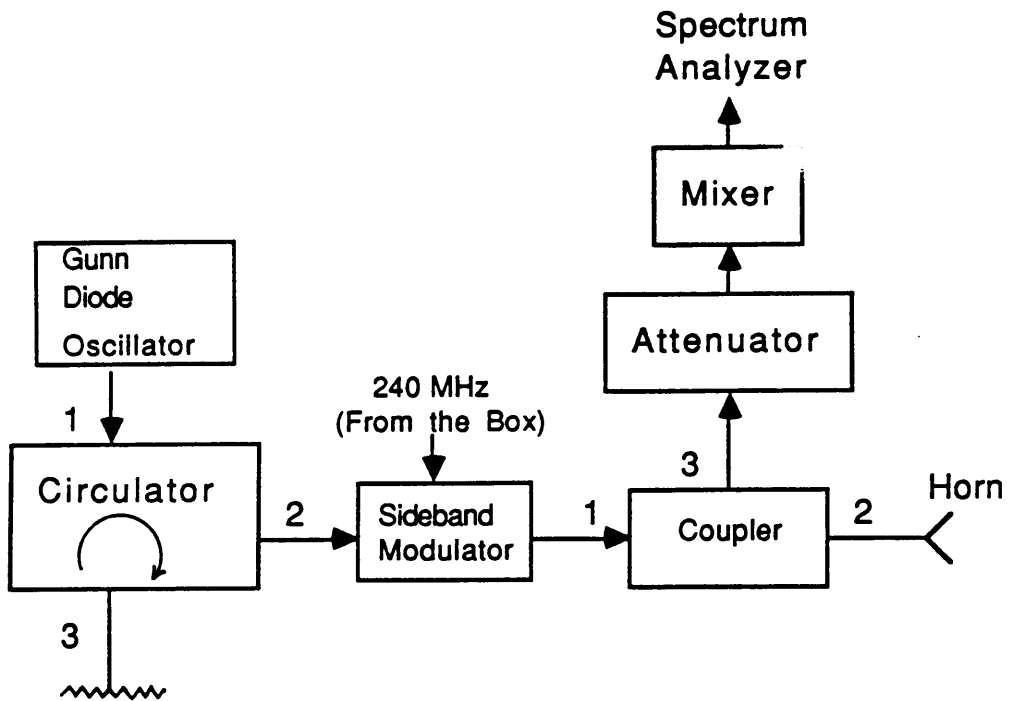 Spectrum
Analyzer
Mixer
Gunn
Diode
Oscillator
Attenuator
240 MHz
(From the Box)
1
Circulator
2
Sideband
Modulator
1
3
Coupler
2
Horn
3